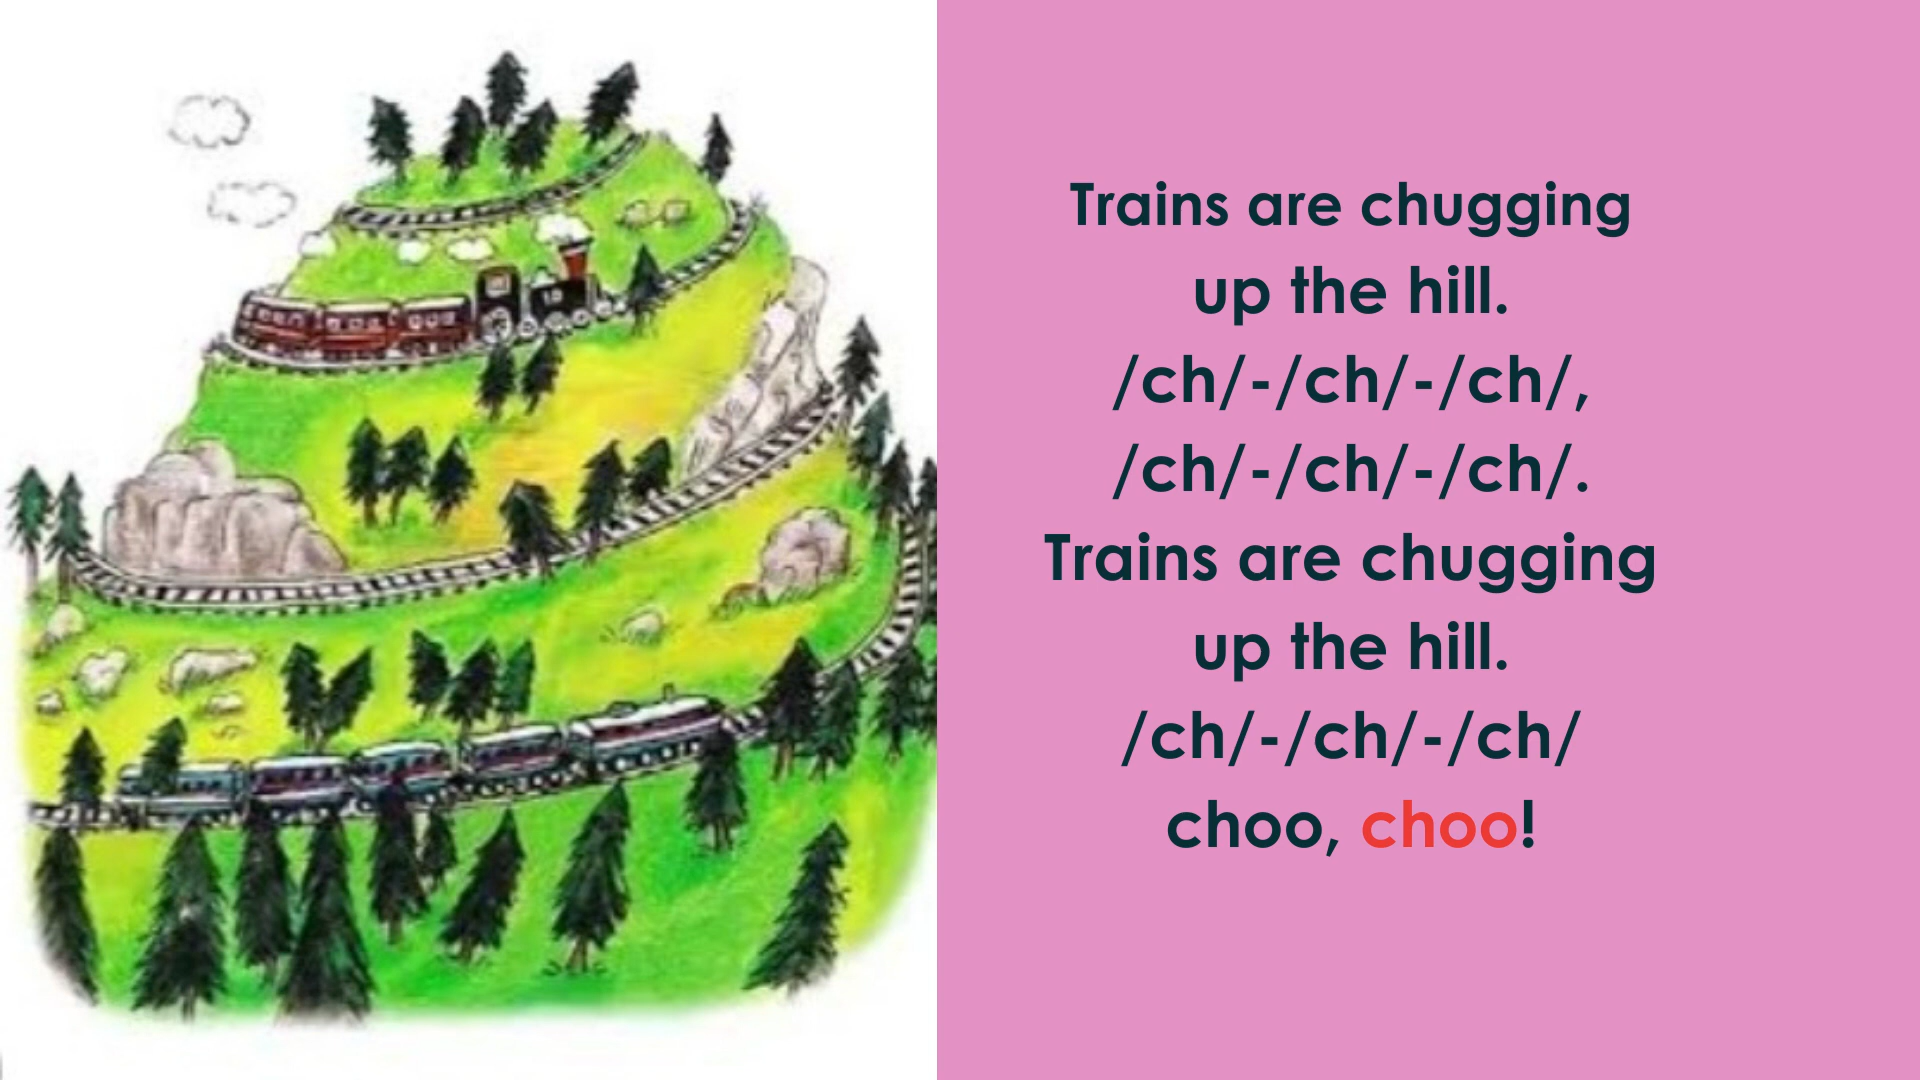 Trains are chugging
up the hill.
/ch/-/ch/-/ch/,
/ch/-/ch/-/ch/.
Trains are chugging
up the hill.
/ch/-/ch/-/ch/
choo, choo!